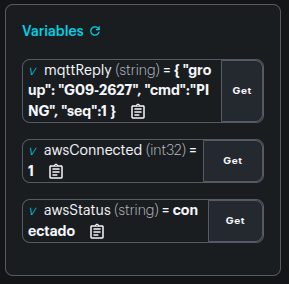 Variables
v mqttReply (string) = { "gro
up": "G09-2627", "cmd":"PI
NG", "seq":1 }
Get
v awsConnected (int32) =
1
Get
v awsStatus (string) = con
ectado
Get